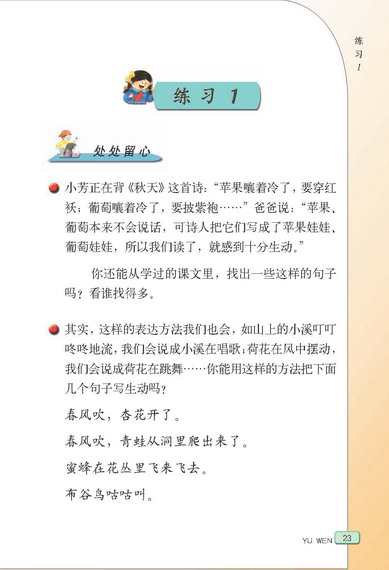 练习1
练习1
处处留心
小芳正在背《秋天》这首诗：“苹果嚷着冷了，要穿红
袄；葡萄嚷着冷了，要披紫袍……”爸爸说：“苹果、
葡萄本来不会说话，可诗人把它们写成了苹果娃娃、
葡萄娃娃，所以我们读了，就感到十分生动。”
你还能从学过的课文里，找出一些这样的句子
吗？看谁找得多。
其实，这样的表达方法我们也会，如山上的小溪叮叮
咚咚地流，我们会说成小溪在唱歌；荷花在风中摆动，
我们会说成荷花在跳舞……你能用这样的方法把下面
几个句子写生动吗？
春风吹，杏花开了。
春风吹，青蛙从洞里爬出来了。
蜜蜂在花丛里飞来飞去。
布谷鸟咕咕叫。
YU WEN 23